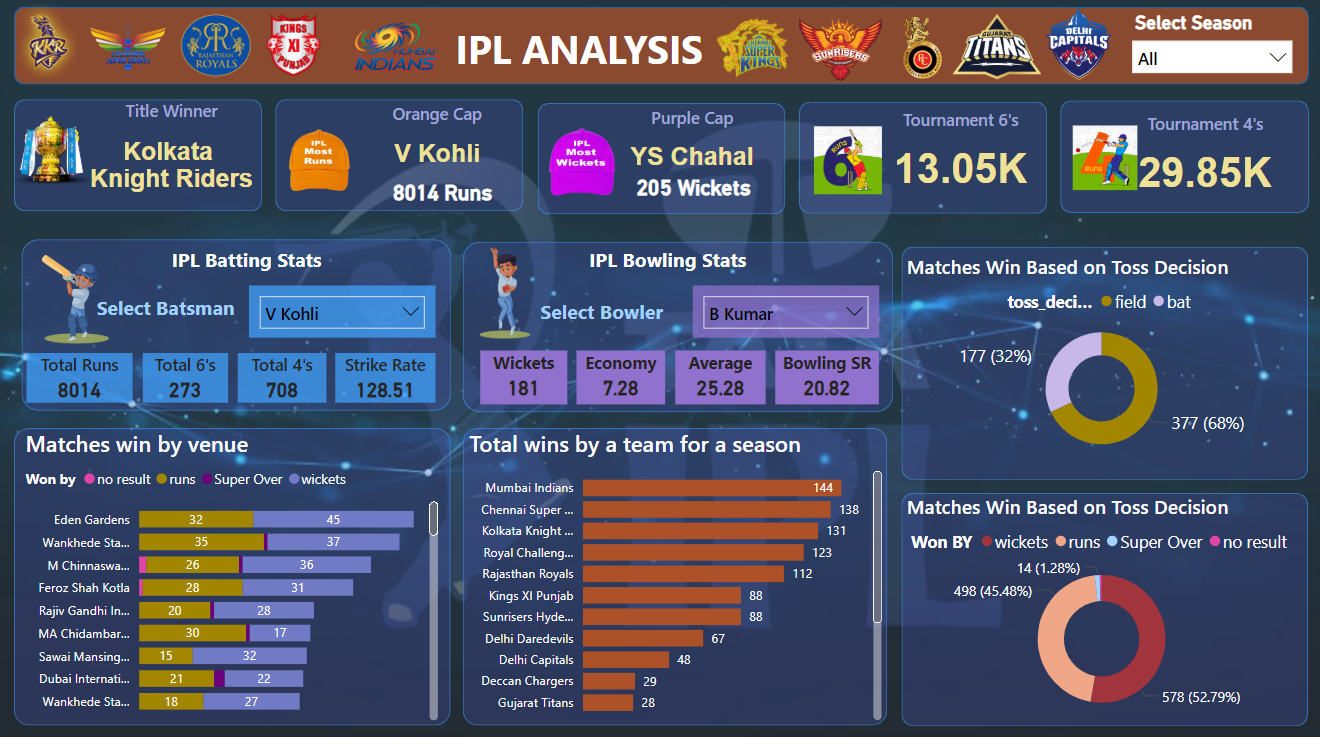 KKR
RAJASTHAN
ROYALS
KINGS
XI
PUNJAB
MUMBAI
INDIANS
IPL ANALYSIS
CHENNAI
SUPER
KINGS
SUNRISERS
GUJARAT
TITANS
DELHI
CAPITALS
Select Season
All
Title Winner
Kolkata
Knight Riders
IPL
Most
Runs
Orange Cap
V Kohli
8014 Runs
IPL
Most
Wickets
Purple Cap
YS Chahal
205 Wickets
RUNS
6
Tournament 6's
13.05K
4
RUNS
Tournament 4's
29.85K
IPL Batting Stats
Select Batsman
V Kohli
Total Runs
8014
Total 6's
273
Total 4's
708
Strike Rate
128.51
IPL Bowling Stats
Select Bowler
B Kumar
Wickets
181
Economy
7.28
Average
25.28
Bowling SR
20.82
Matches Win Based on Toss Decision
toss_deci... field bat
177 (32%)
377 (68%)
Matches win by venue
Won by no result runs Super Over wickets
Eden Gardens 32 45
Wankhede Sta... 35 37
M Chinnaswa... 26 36
Feroz Shah Kotla 28 31
Rajiv Gandhi In... 20 28
MA Chidambar... 30 17
Sawai Mansing... 15 32
Dubai Internati... 21 22
Wankhede Sta... 18 27
Total wins by a team for a season
Mumbai Indians 144
Chennai Super ... 138
Kolkata Knight ... 131
Royal Challeng... 123
Rajasthan Royals 112
Kings XI Punjab 88
Sunrisers Hyde... 88
Delhi Daredevils 67
Delhi Capitals 48
Deccan Chargers 29
Gujarat Titans 28
Matches Win Based on Toss Decision
Won BY wickets runs Super Over no result
14 (1.28%)
498 (45.48%)
578 (52.79%)
IPL